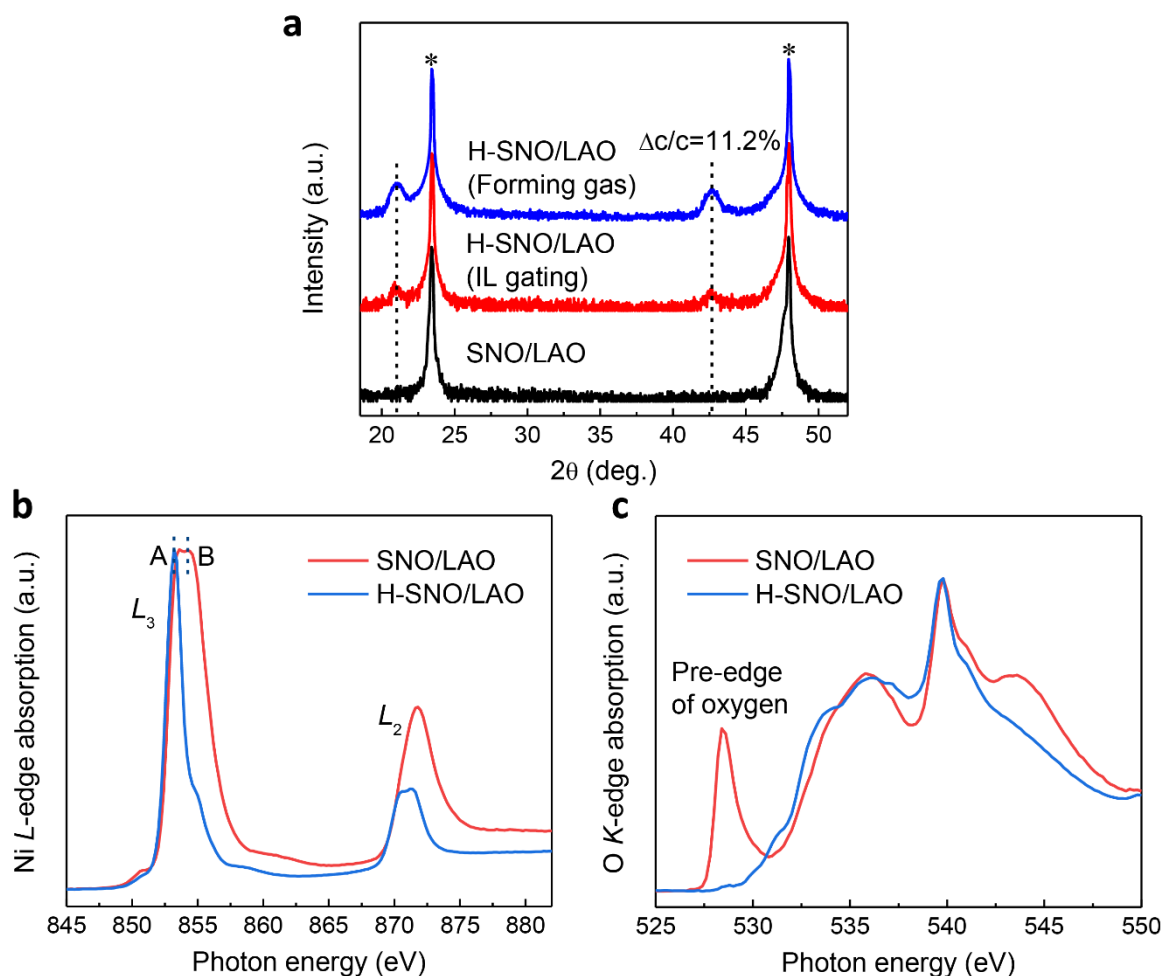 a
*
*
Δc/c=11.2%
H-SNO/LAO
(Forming gas)
H-SNO/LAO
(IL gating)
SNO/LAO
Intensity (a.u.)
20 25 30 35 40 45 50
2θ (deg.)
b
A
B
SNO/LAO
H-SNO/LAO
L3
L2
Ni L-edge absorption (a.u.)
845 850 855 860 865 870 875 880
Photon energy (eV)
c
SNO/LAO
H-SNO/LAO
Pre-edge
of oxygen
O K-edge absorption (a.u.)
525 530 535 540 545 550
Photon energy (eV)